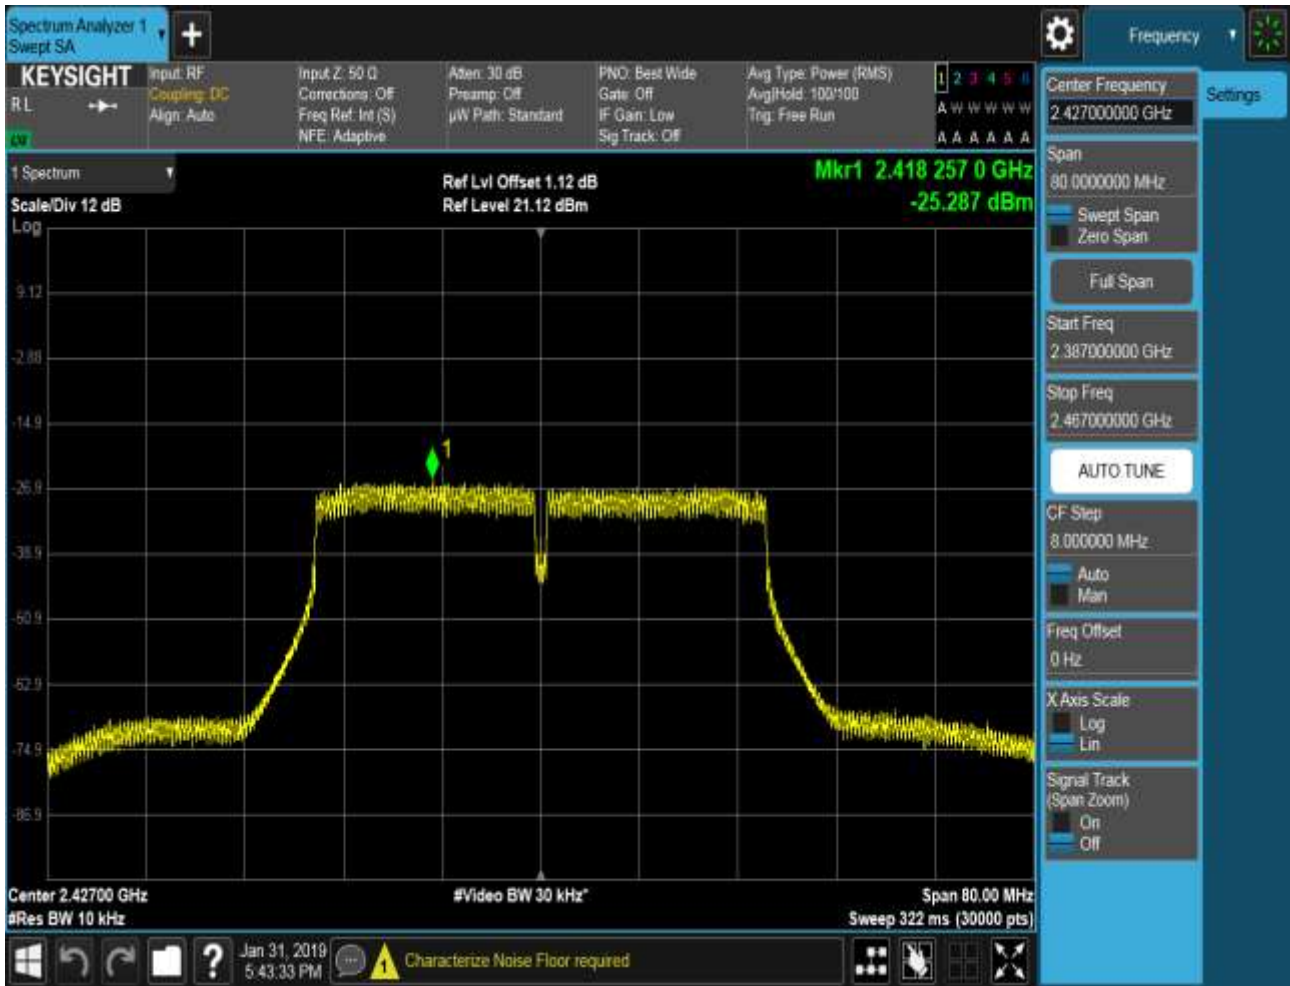 Spectrum Analyzer 1
Swept SA
+
Frequency
KEYSIGHT
R L
Input: RF
Coupling: DC
Align: Auto
Input Z: 50 Ω
Corrections: Off
Freq Ref: Int (S)
NFE: Adaptive
Atten: 30 dB
Preamp: Off
µW Path: Standard
PNO: Best Wide
Gate: Off
IF Gain: Low
Sig Track: Off
Avg Type: Power (RMS)
Avg|Hold: 100/100
Trig: Free Run
1 2 3 4 5 6
A W W W W W
A A A A A A
Center Frequency
2.427000000 GHz
Settings
Span
80.0000000 MHz
Swept Span
Zero Span
Full Span
Start Freq
2.387000000 GHz
Stop Freq
2.467000000 GHz
AUTO TUNE
CF Step
8.000000 MHz
Auto
Man
Freq Offset
0 Hz
X Axis Scale
Log
Lin
Signal Track
(Span Zoom)
On
Off
1 Spectrum
Scale/Div 12 dB
Log
Ref Lvl Offset 1.12 dB
Ref Level 21.12 dBm
Mkr1 2.418 257 0 GHz
-25.287 dBm
9.12
-2.88
-14.9
1
-26.9
-38.9
-50.9
-62.9
-74.9
-86.9
Center 2.42700 GHz
#Res BW 10 kHz
#Video BW 30 kHz*
Span 80.00 MHz
Sweep 322 ms (30000 pts)
?
Jan 31, 2019
5:43:33 PM
1
Characterize Noise Floor required